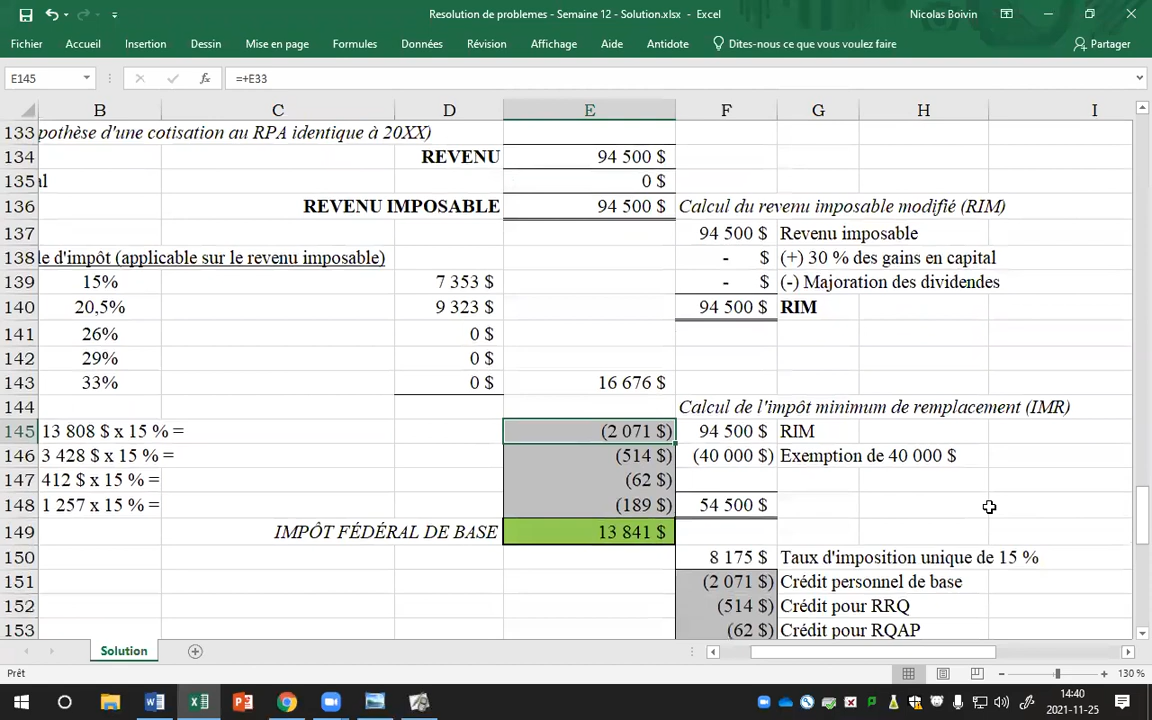 Resolution de problemes - Semaine 12 - Solution.xlsx - Excel
Nicolas Boivin
Fichier Accueil Insertion Dessin Mise en page Formules Données Révision Affichage Aide Antidote Dites-nous ce que vous voulez faire Partager
E145 fx =+E33
B C D E F G H I
133 pothèse d'une cotisation au RPA identique à 20XX)
134 REVENU 94 500 $
135 al 0 $
136 REVENU IMPOSABLE 94 500 $ Calcul du revenu imposable modifié (RIM)
137 94 500 $ Revenu imposable
138 le d'impôt (applicable sur le revenu imposable) - $ (+) 30 % des gains en capital
139 15% 7 353 $ - $ (-) Majoration des dividendes
140 20,5% 9 323 $ 94 500 $ RIM
141 26% 0 $
142 29% 0 $
143 33% 0 $ 16 676 $
144 Calcul de l'impôt minimum de remplacement (IMR)
145 13 808 $ x 15 % = (2 071 $) 94 500 $ RIM
146 3 428 $ x 15 % = (514 $) (40 000 $) Exemption de 40 000 $
147 412 $ x 15 % = (62 $)
148 1 257 x 15 % = (189 $) 54 500 $
149 IMPÔT FÉDÉRAL DE BASE 13 841 $
150 8 175 $ Taux d'imposition unique de 15 %
151 (2 071 $) Crédit personnel de base
152 (514 $) Crédit pour RRQ
153 (62 $) Crédit pour RQAP
Solution
Prêt 130 %
14:40
2021-11-25